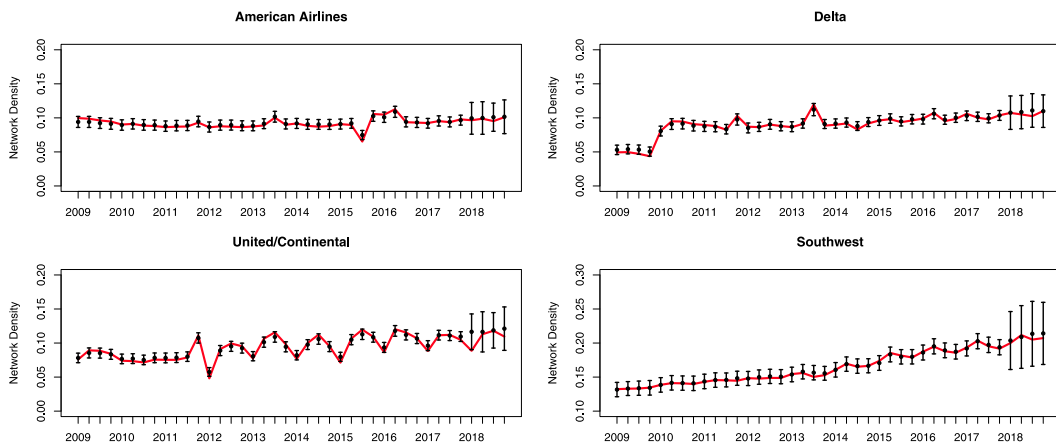 American Airlines
Network Density
0.00 0.05 0.10 0.15 0.20
2009 2010 2011 2012 2013 2014 2015 2016 2017 2018
Delta
Network Density
0.00 0.05 0.10 0.15 0.20
2009 2010 2011 2012 2013 2014 2015 2016 2017 2018
United/Continental
Network Density
0.00 0.05 0.10 0.15 0.20
2009 2010 2011 2012 2013 2014 2015 2016 2017 2018
Southwest
Network Density
0.10 0.15 0.20 0.25 0.30
2009 2010 2011 2012 2013 2014 2015 2016 2017 2018